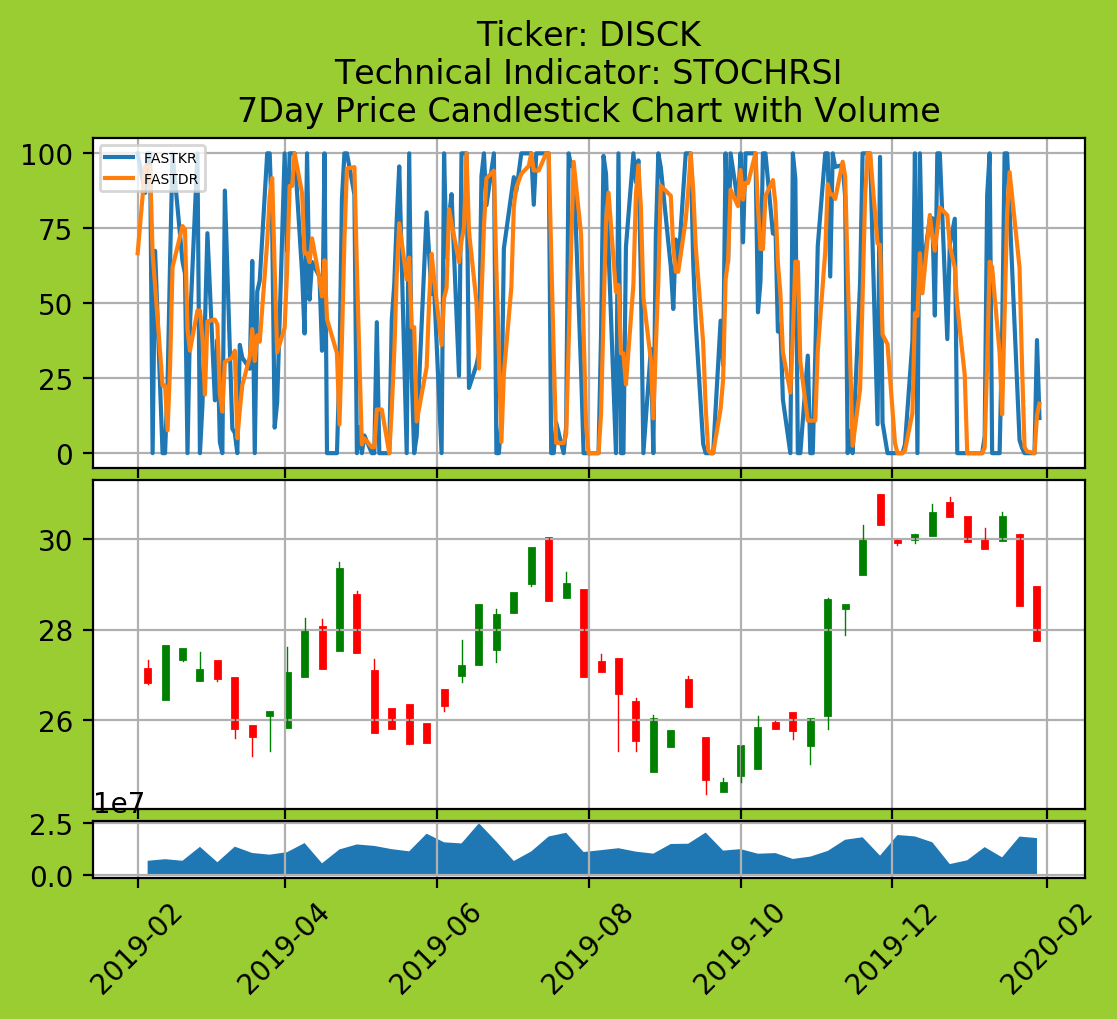 Ticker: DISCK
Technical Indicator: STOCHRSI
7Day Price Candlestick Chart with Volume
FASTKR
FASTDR
100
75
50
25
0
30
28
26
1e7
2.5
0.0
2019-02
2019-04
2019-06
2019-08
2019-10
2019-12
2020-02